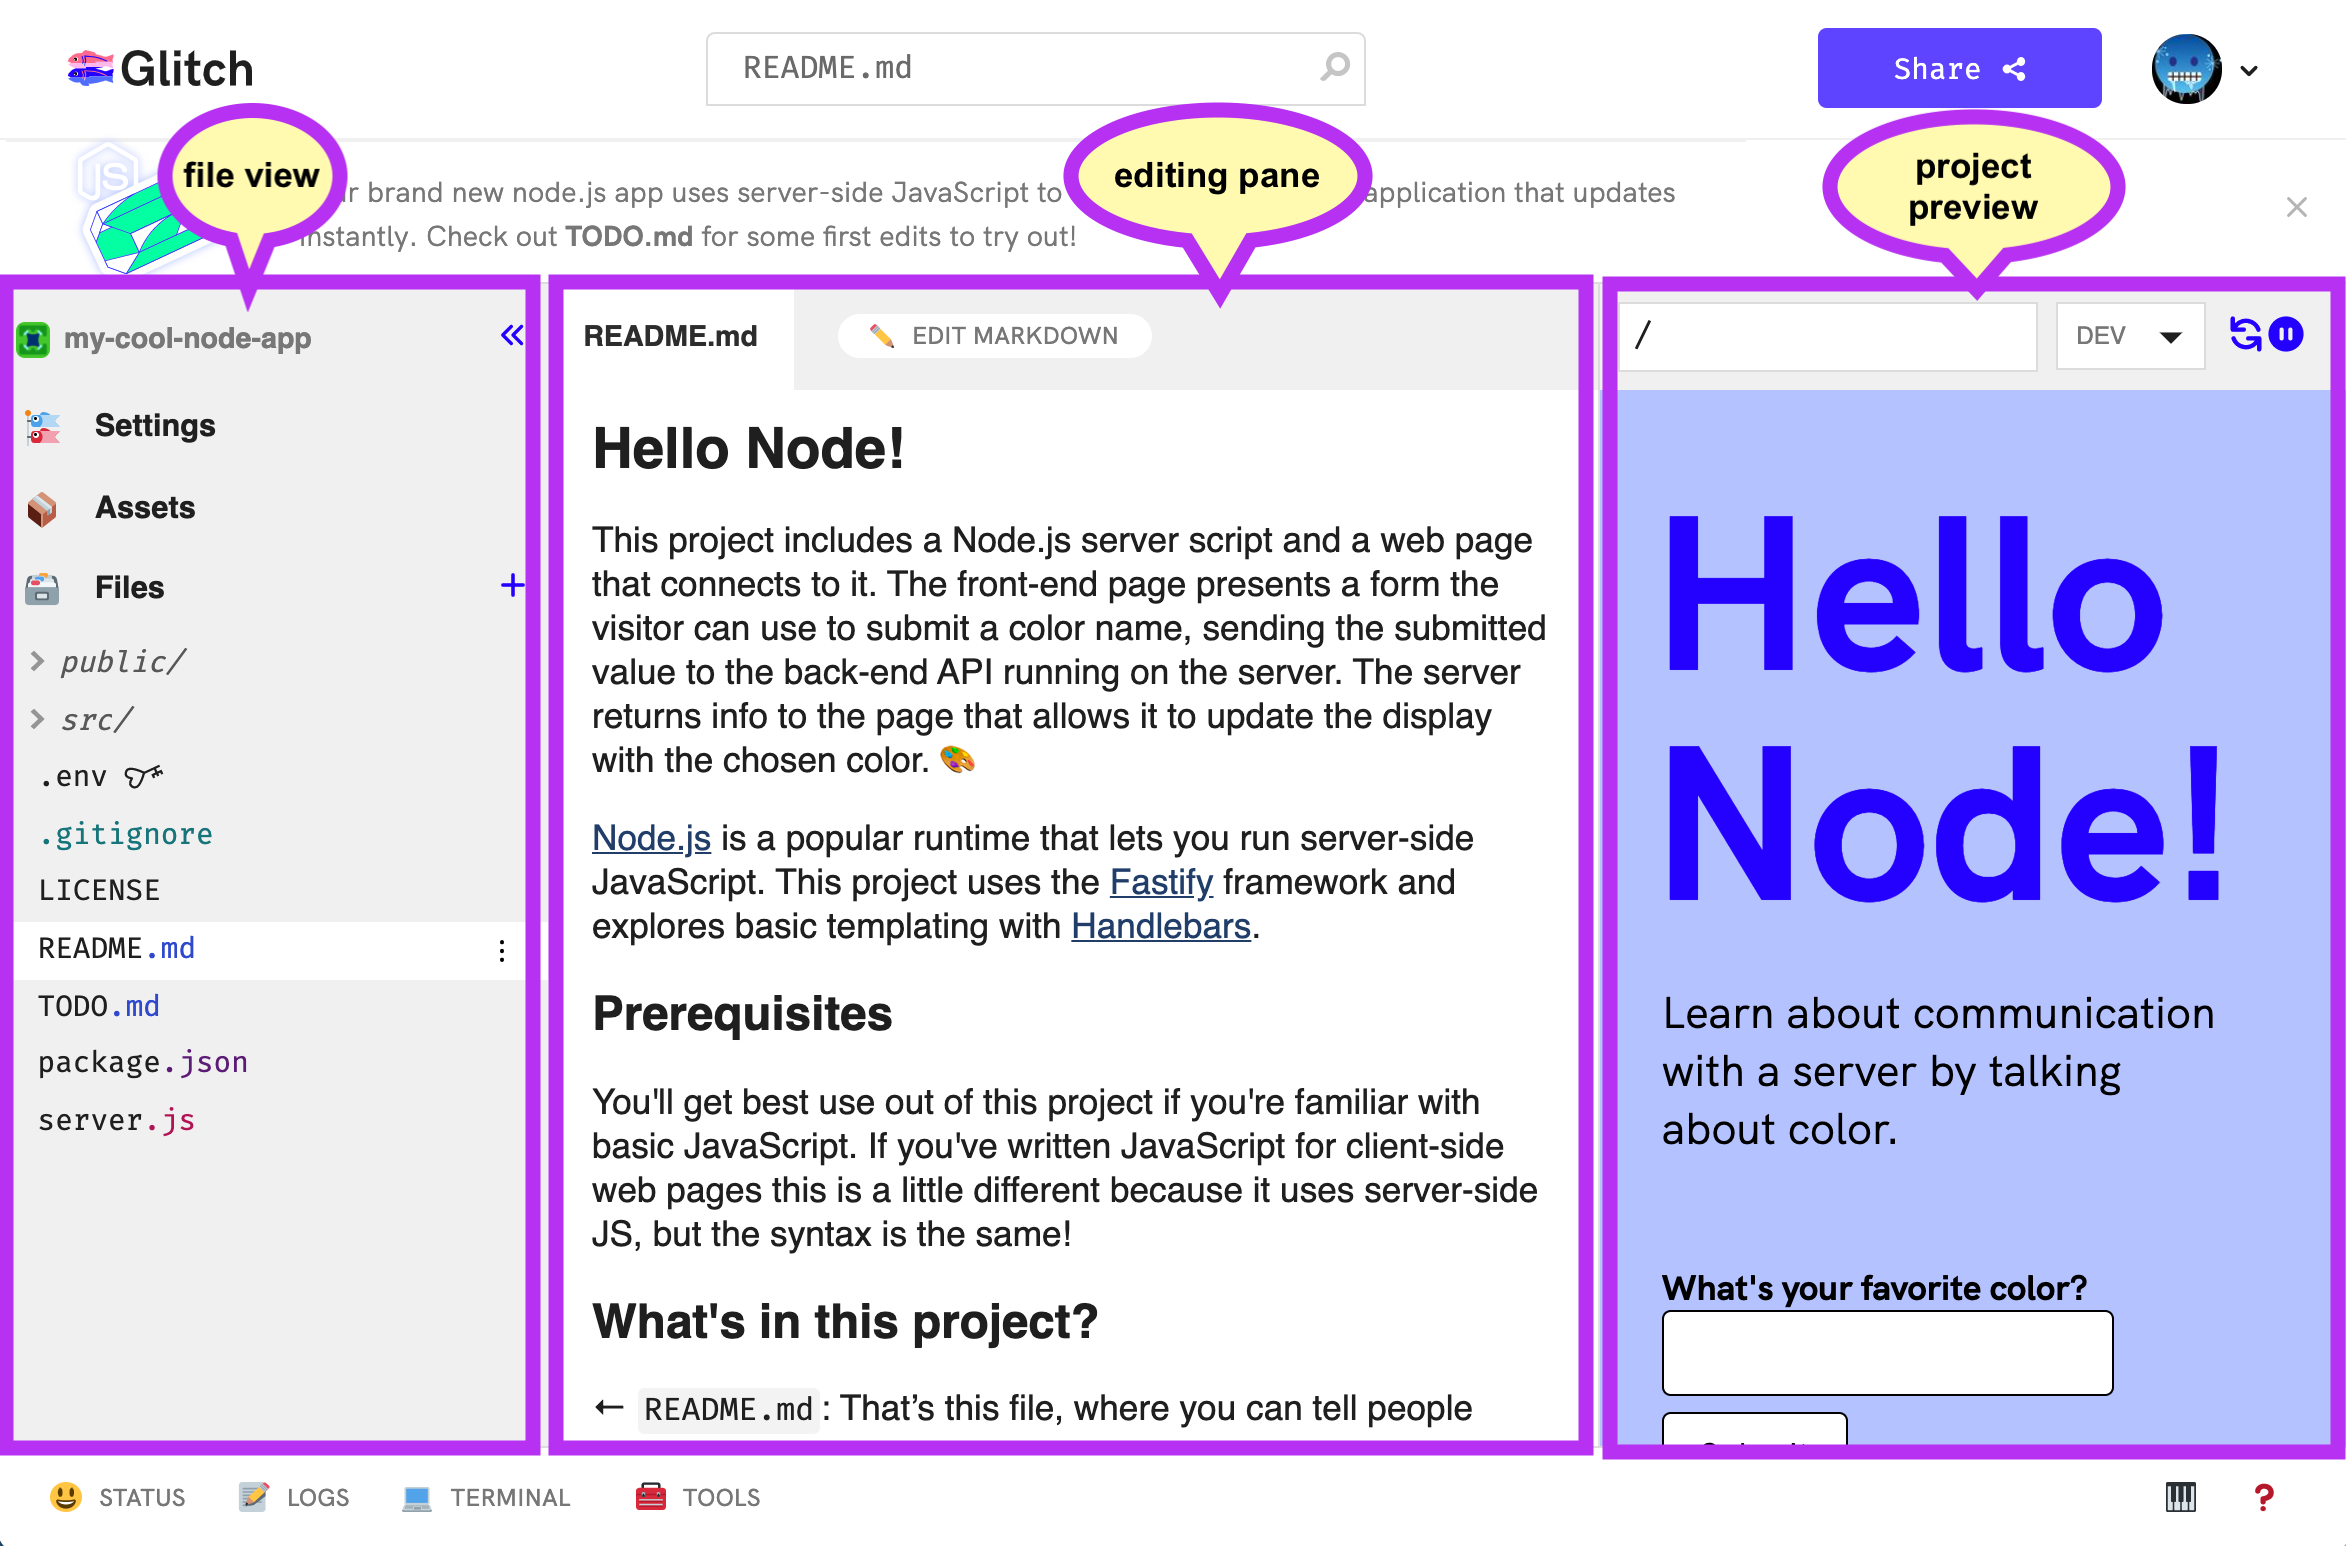 Glitch
README.md
Share
file view
editing pane
project
preview
JS
brand new node.js app uses server-side JavaScript to application that updates
instantly. Check out TODO.md for some first edits to try out!
my-cool-node-app
Settings
Assets
Files
public/
src/
.env
.gitignore
LICENSE
README.md
TODO.md
package.json
server.js
README.md
EDIT MARKDOWN
Hello Node!
This project includes a Node.js server script and a web page
that connects to it. The front-end page presents a form the
visitor can use to submit a color name, sending the submitted
value to the back-end API running on the server. The server
returns info to the page that allows it to update the display
with the chosen color. 🎨
Node.js is a popular runtime that lets you run server-side
JavaScript. This project uses the Fastify framework and
explores basic templating with Handlebars.
Prerequisites
You'll get best use out of this project if you're familiar with
basic JavaScript. If you've written JavaScript for client-side
web pages this is a little different because it uses server-side
JS, but the syntax is the same!
What's in this project?
← README.md: That’s this file, where you can tell people
/
DEV
Hello
Node!
Learn about communication
with a server by talking
about color.
What's your favorite color?
STATUS
LOGS
TERMINAL
TOOLS
?